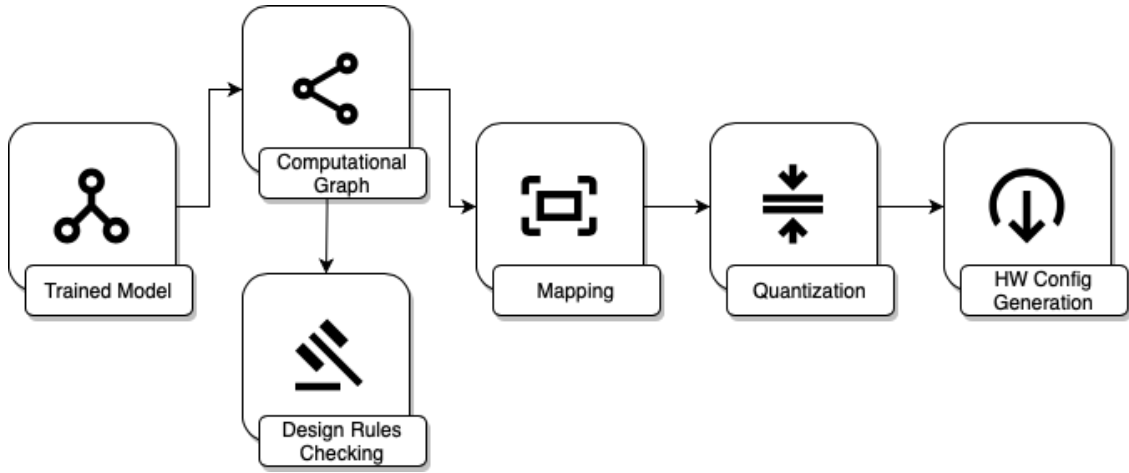 Trained Model
Computational
Graph
Design Rules
Checking
Mapping
Quantization
HW Config
Generation